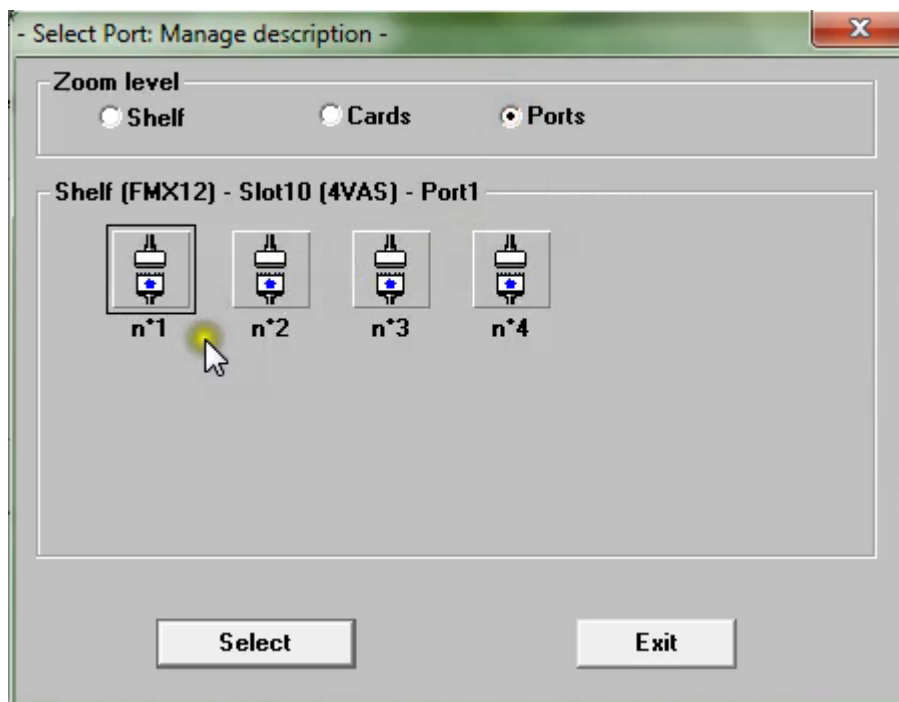 - Select Port: Manage description -
Zoom level
Shelf
Cards
Ports
Shelf (FMX12) - Slot10 (4VAS) - Port1
n°1
n°2
n°3
n°4
Select
Exit